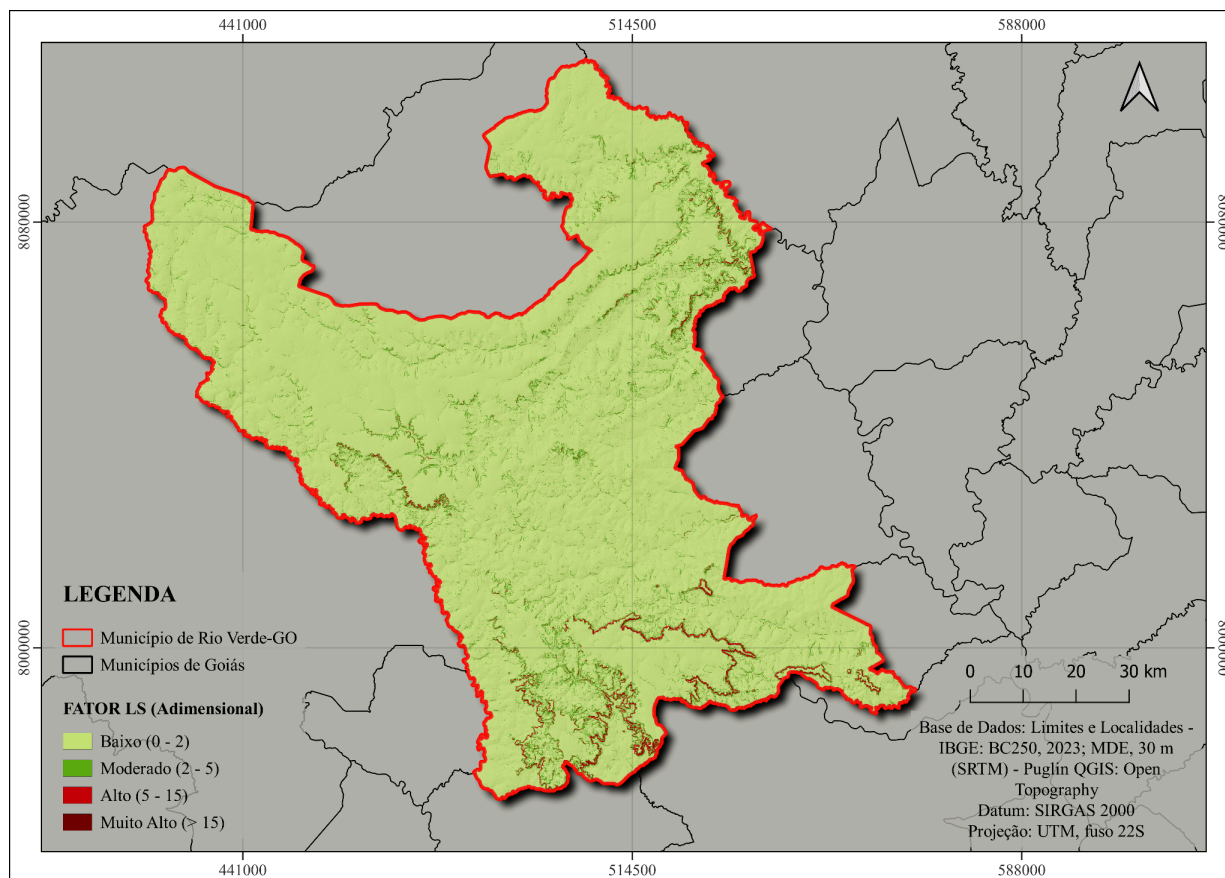 441000
514500
588000
8080000
8080000
LEGENDA
Município de Rio Verde-GO
Municípios de Goiás
8000000
8000000
FATOR LS (Adimensional)
Baixo (0 - 2)
Moderado (2 - 5)
Alto (5 - 15)
Muito Alto (> 15)
0 10 20 30 km
Base de Dados: Limites e Localidades -
IBGE: BC250, 2023; MDE, 30 m
(SRTM) - Puglín QGIS: Open
Topography
Datum: SIRGAS 2000
Projeção: UTM, fuso 22S
441000
514500
588000